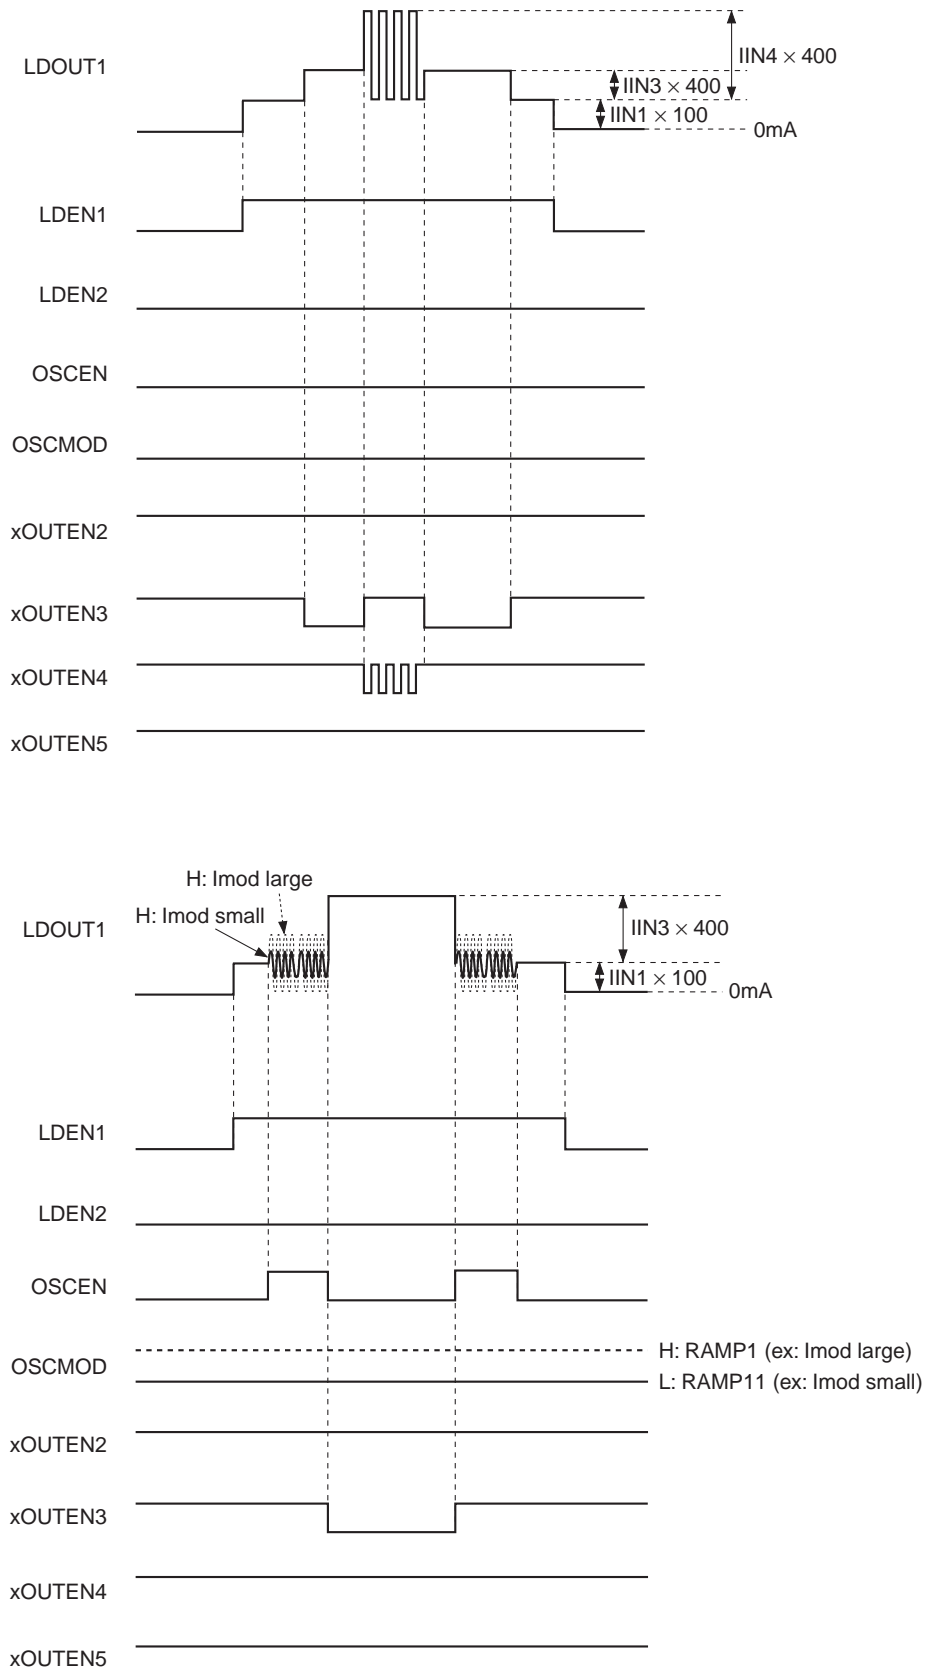 LDOUT1
IIN4 × 400
IIN3 × 400
IIN1 × 100
0mA
LDEN1
LDEN2
OSCEN
OSCMOD
xOUTEN2
xOUTEN3
xOUTEN4
xOUTEN5
H: Imod large
H: Imod small
LDOUT1
IIN3 × 400
IIN1 × 100
0mA
LDEN1
LDEN2
OSCEN
H: RAMP1 (ex: Imod large)
OSCMOD
L: RAMP11 (ex: Imod small)
xOUTEN2
xOUTEN3
xOUTEN4
xOUTEN5